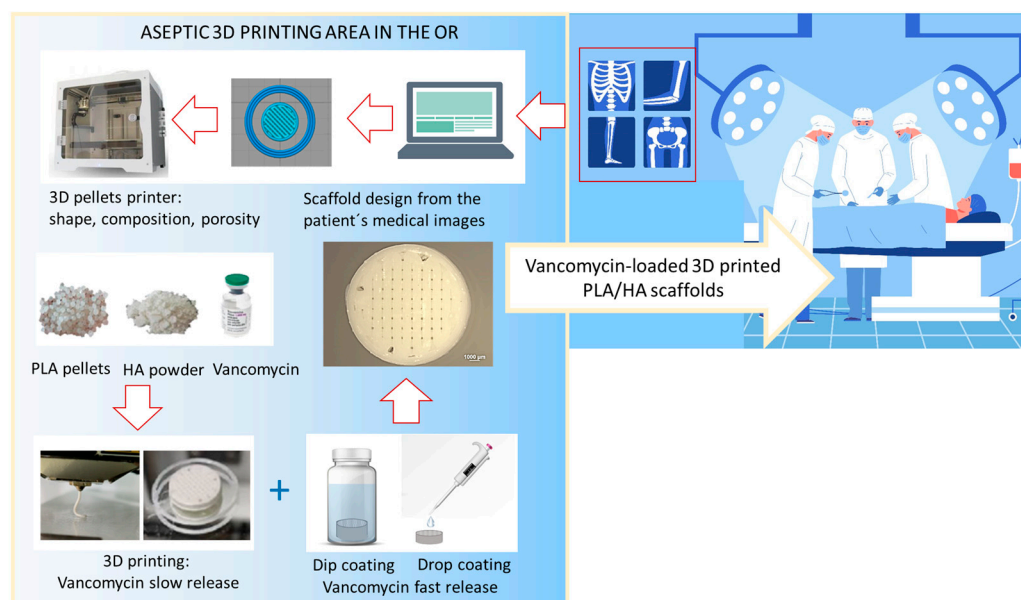 ASEPTIC 3D PRINTING AREA IN THE OR
3D pellets printer:
shape, composition, porosity
Scaffold design from the
patient´s medical images
PLA pellets
HA powder
Vancomycin
1000 µm
Vancomycin-loaded 3D printed
PLA/HA scaffolds
3D printing:
Vancomycin slow release
+
Dip coating
Drop coating
Vancomycin fast release